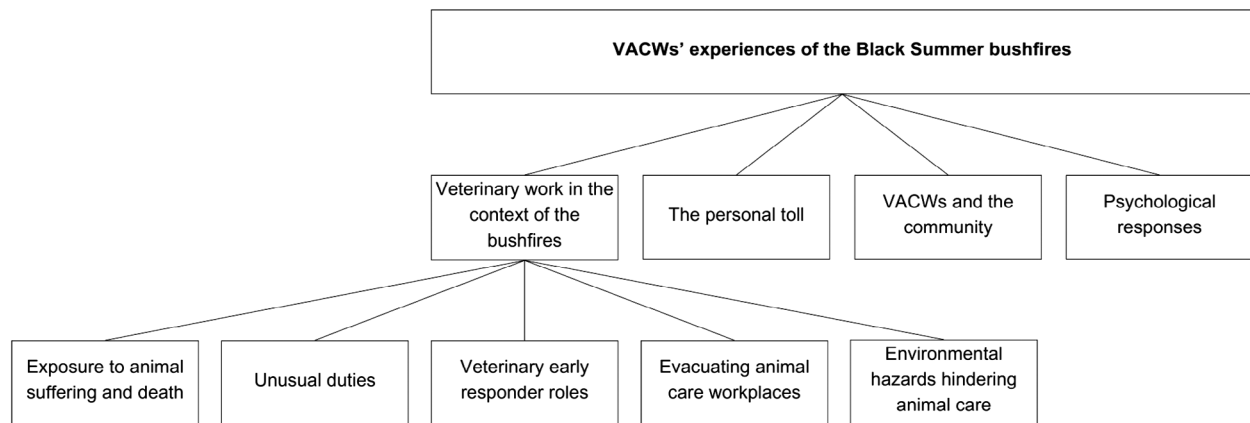 VACWs' experiences of the Black Summer bushfires
Veterinary work in the
context of the
bushfires
The personal toll
VACWs and the
community
Psychological
responses
Exposure to animal
suffering and death
Unusual duties
Veterinary early
responder roles
Evacuating animal
care workplaces
Environmental
hazards hindering
animal care